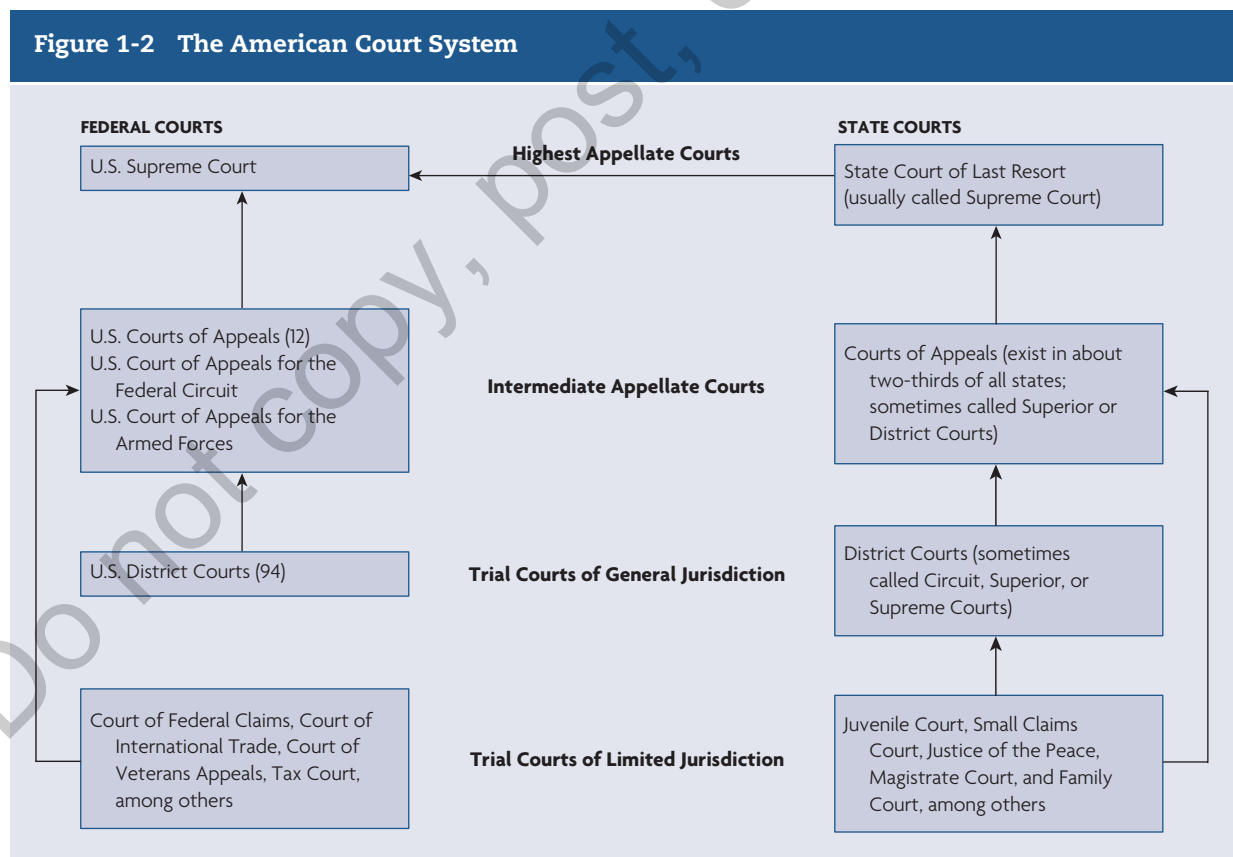 Figure 1-2 The American Court System
FEDERAL COURTS
U.S. Supreme Court
Highest Appellate Courts
STATE COURTS
State Court of Last Resort
(usually called Supreme Court)
U.S. Courts of Appeals (12)
U.S. Court of Appeals for the
Federal Circuit
U.S. Court of Appeals for the
Armed Forces
Intermediate Appellate Courts
Courts of Appeals (exist in about
two-thirds of all states;
sometimes called Superior or
District Courts)
U.S. District Courts (94)
Trial Courts of General Jurisdiction
District Courts (sometimes
called Circuit, Superior, or
Supreme Courts)
Court of Federal Claims, Court of
International Trade, Court of
Veterans Appeals, Tax Court,
among others
Trial Courts of Limited Jurisdiction
Juvenile Court, Small Claims
Court, Justice of the Peace,
Magistrate Court, and Family
Court, among others
Do not copy, post,